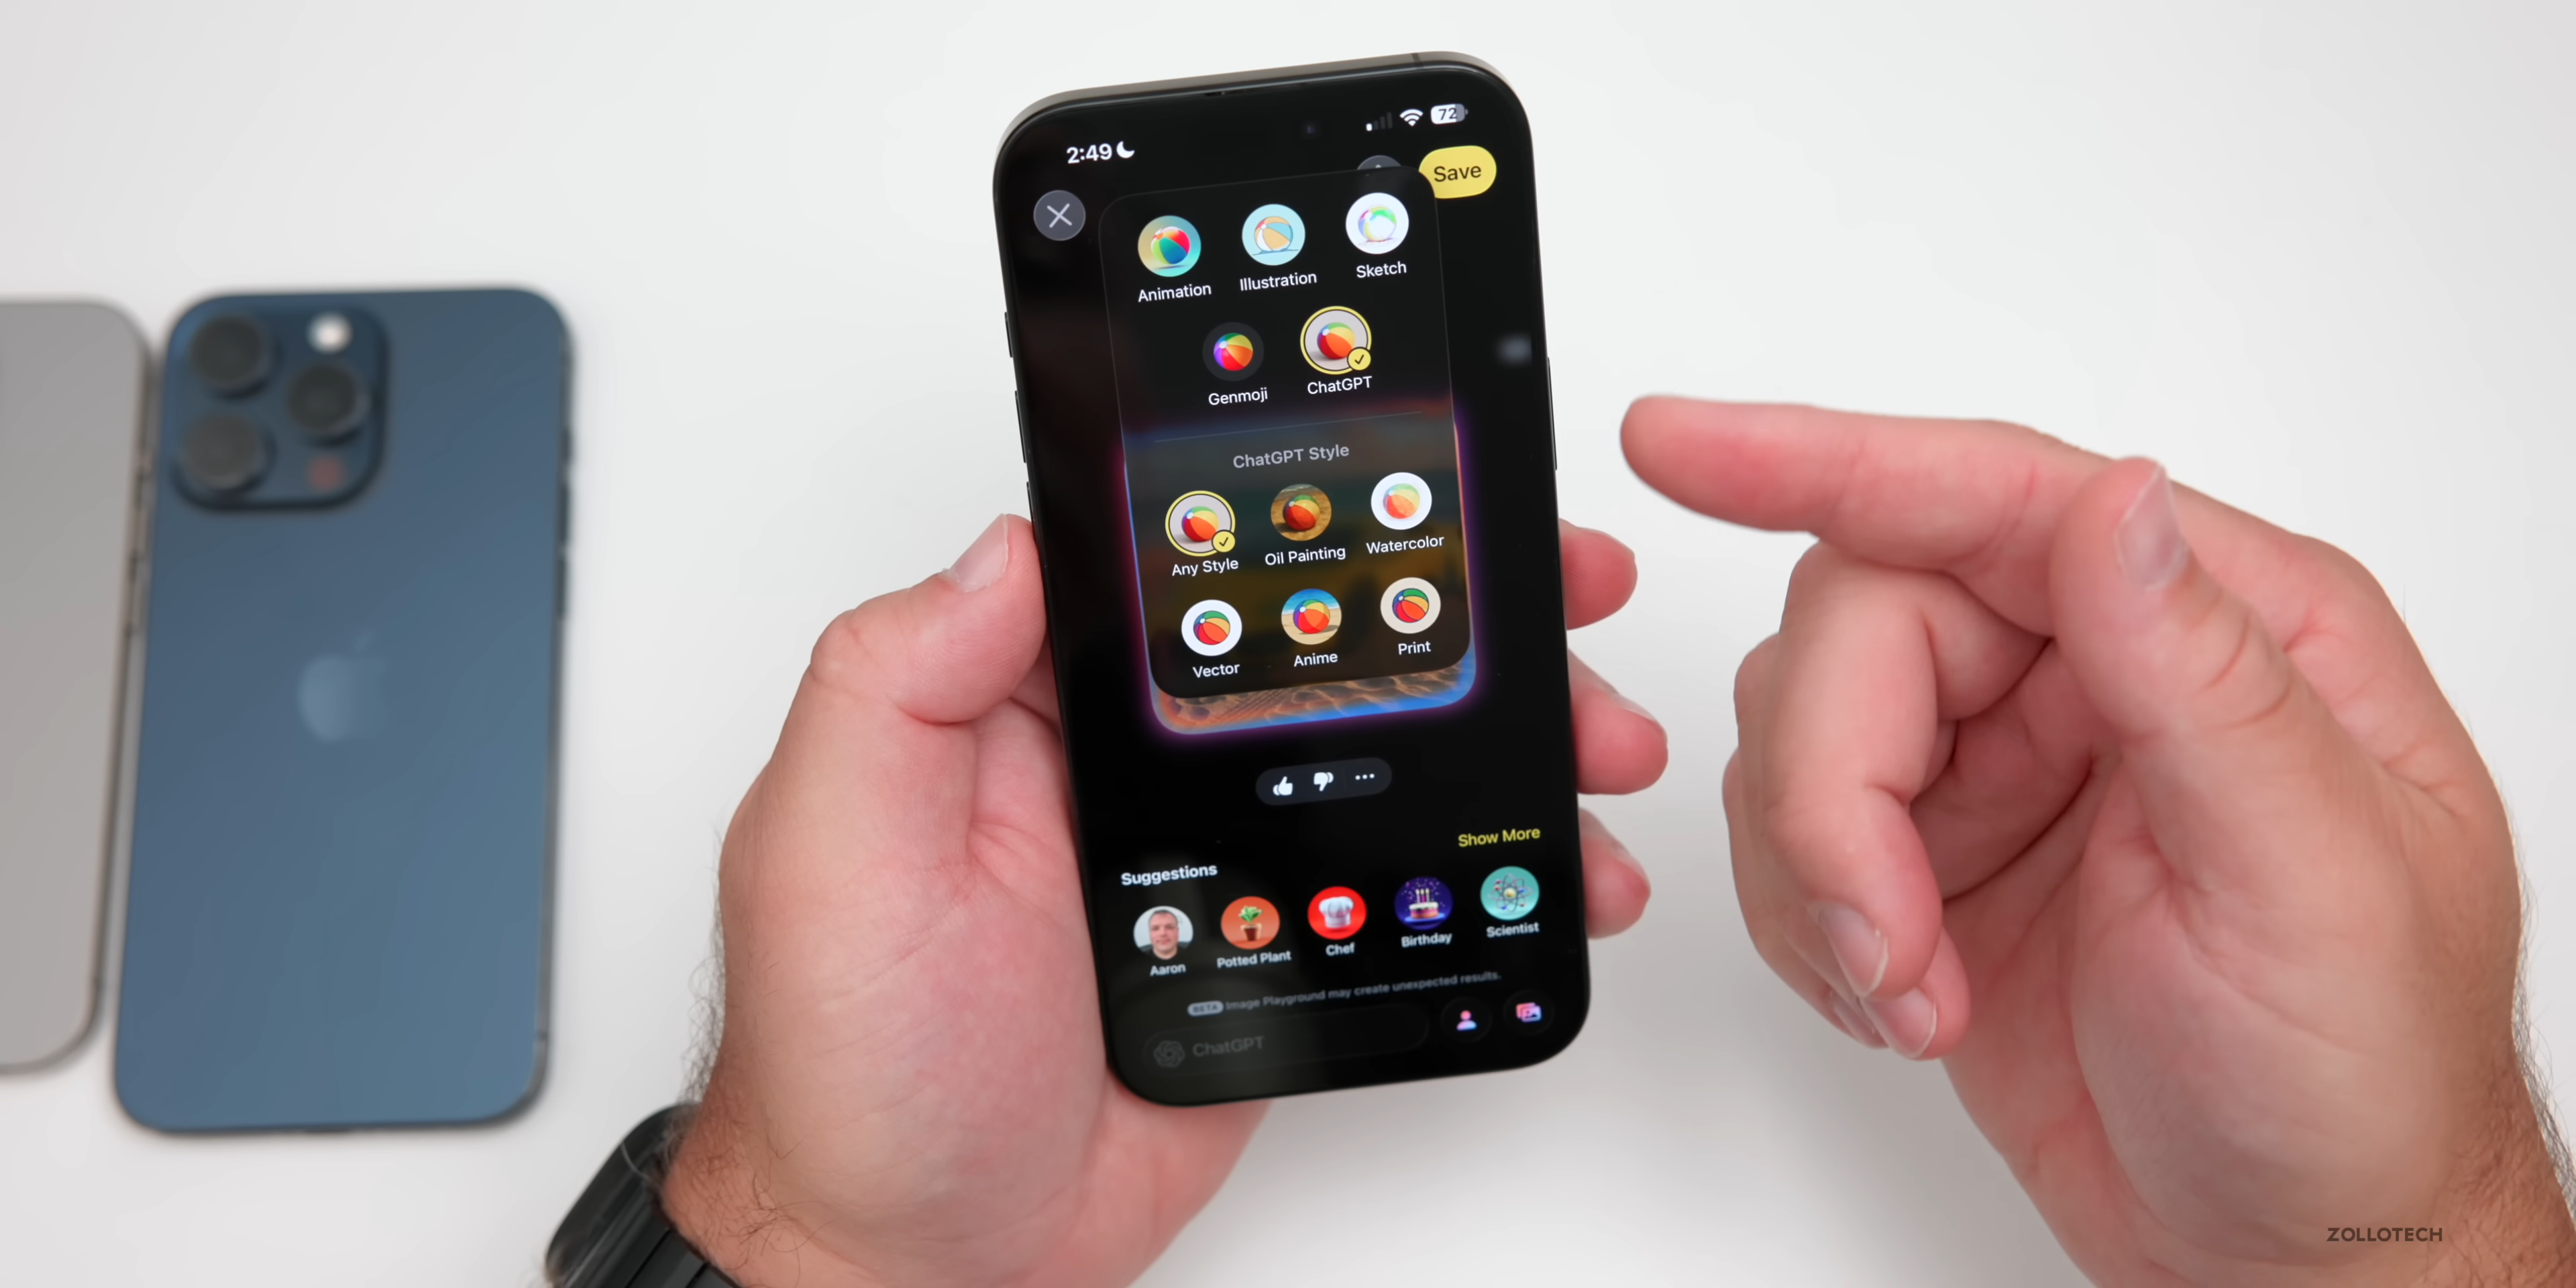 2:49
72
Save
Animation Illustration Sketch
Genmoji ChatGPT
ChatGPT Style
Any Style Oil Painting Watercolor
Vector Anime Print
Show More
Suggestions
Aaron Potted Plant Chef Birthday Scientist
BETA Image Playground may create unexpected results.
ChatGPT
ZOLLOTECH